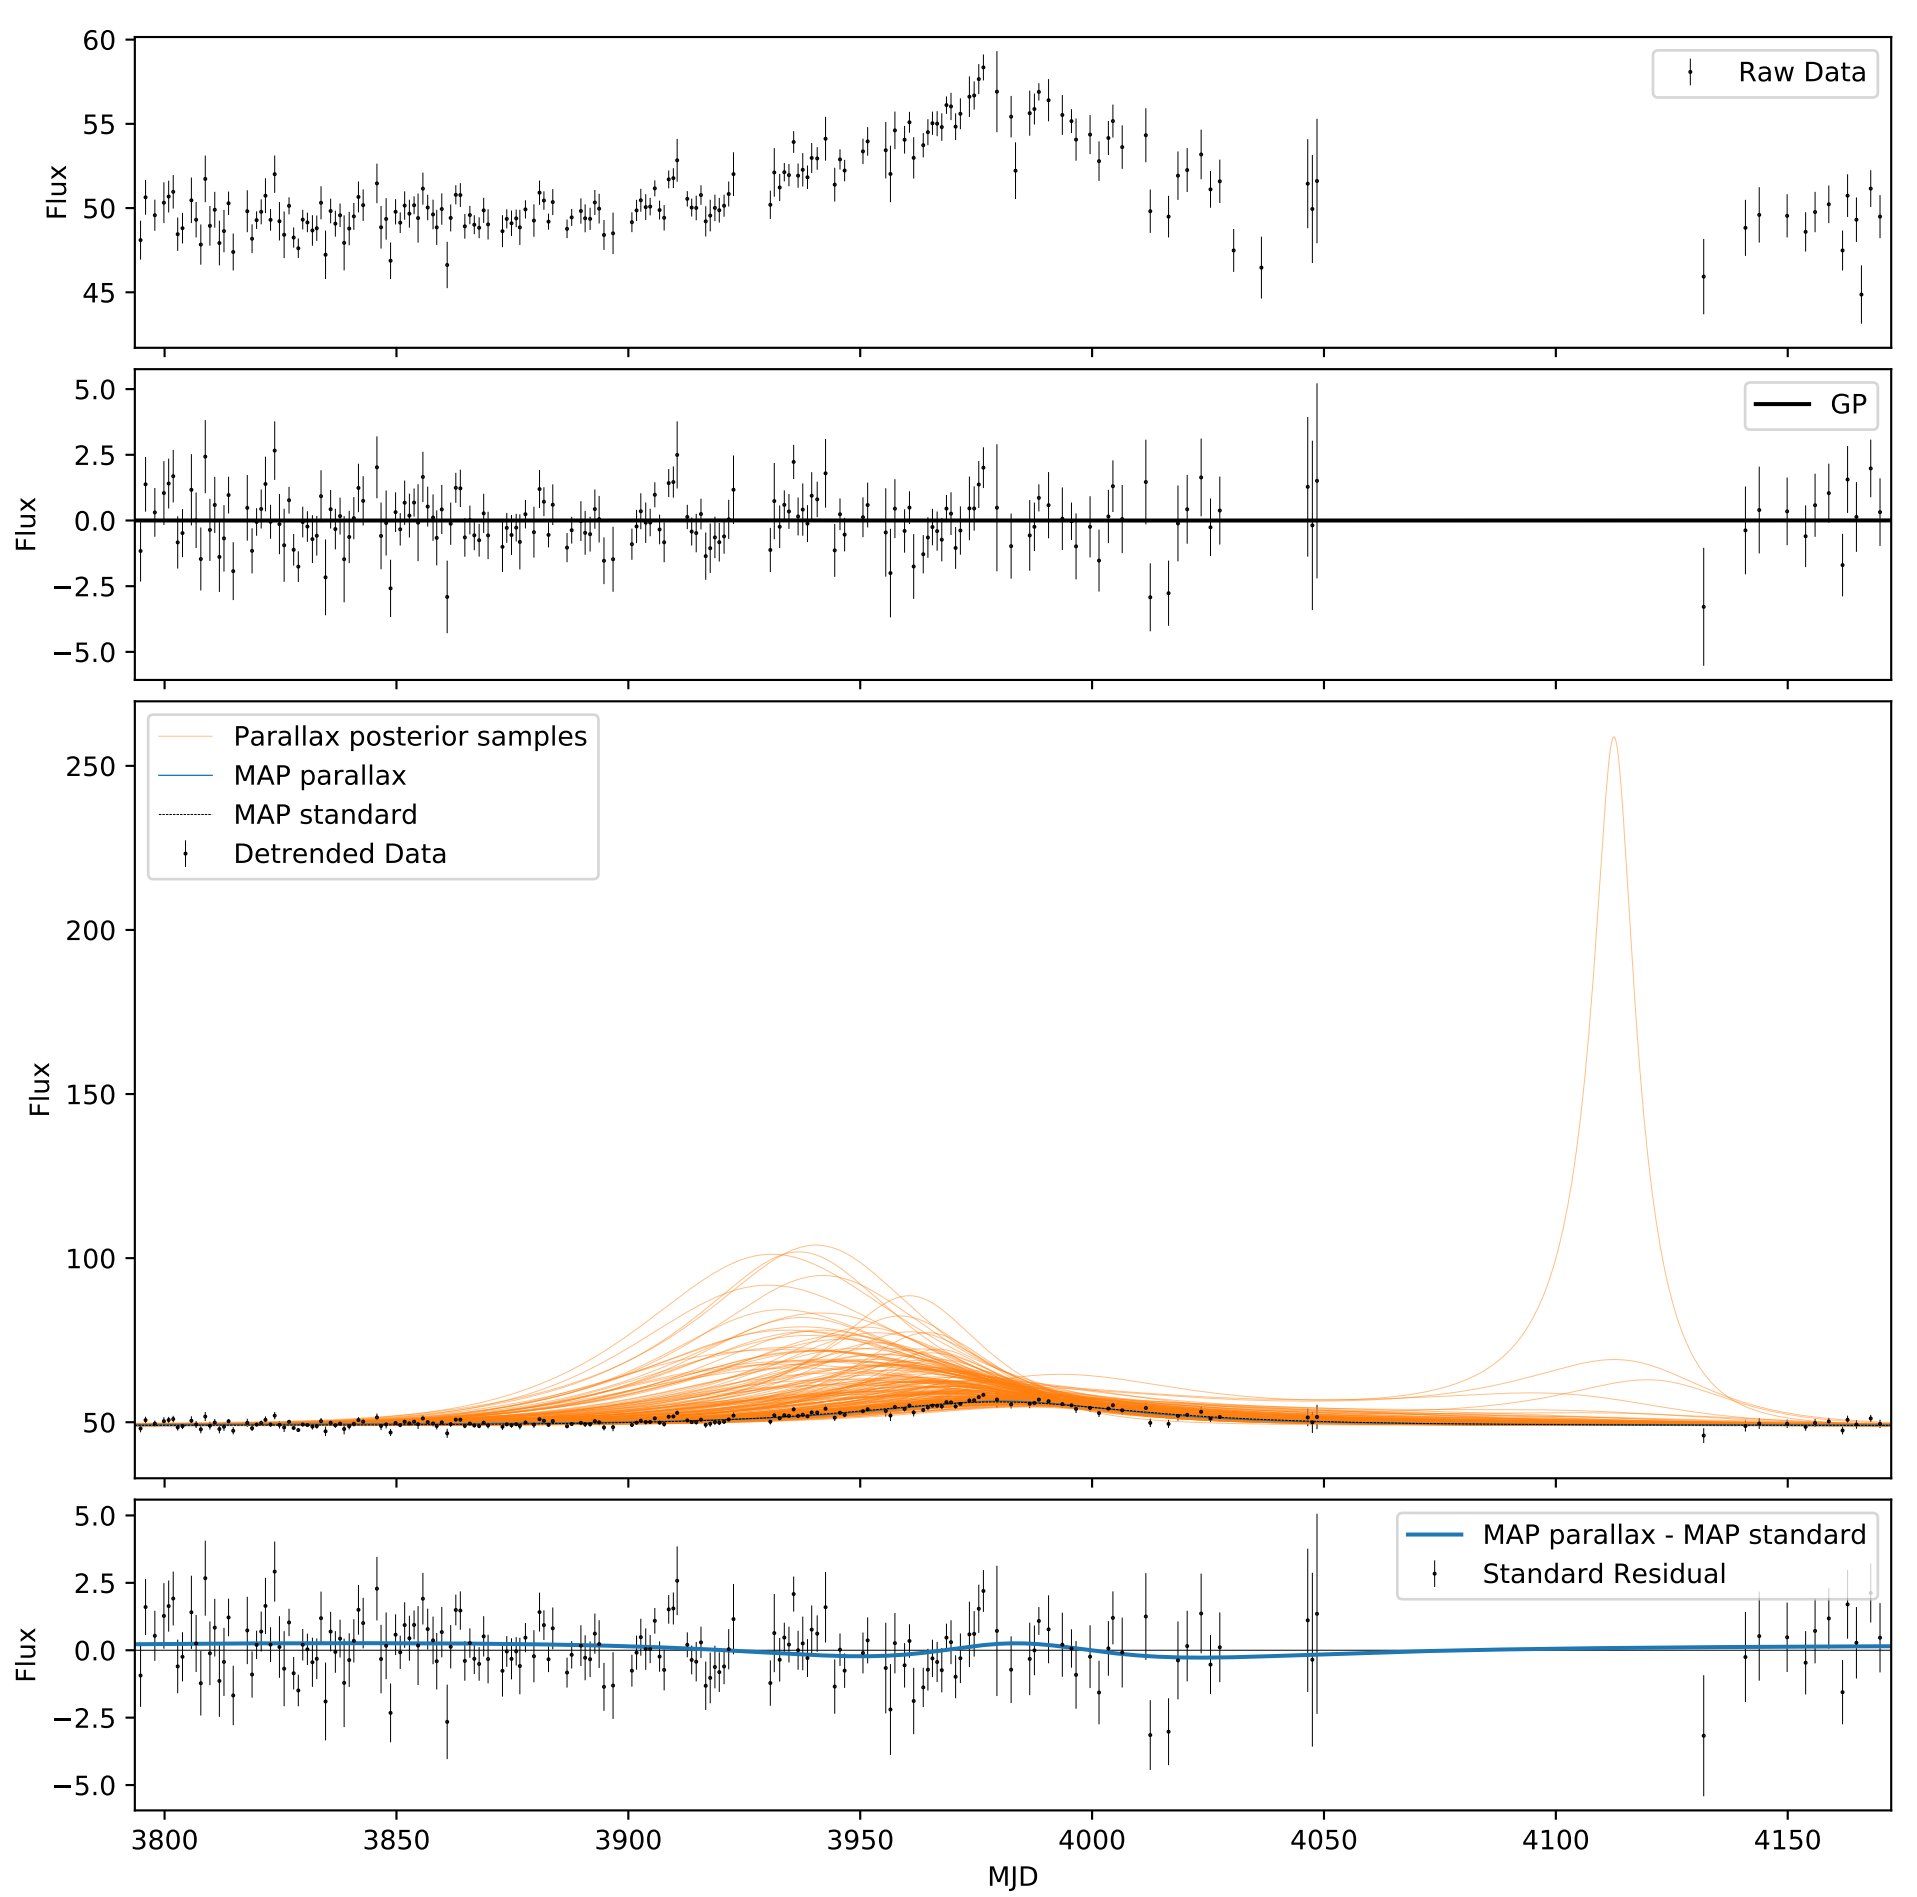 60
55
50
45
Flux
Raw Data
5.0
2.5
0.0
−2.5
−5.0
Flux
GP
250
200
150
100
50
Flux
Parallax posterior samples
MAP parallax
MAP standard
Detrended Data
5.0
2.5
0.0
−2.5
−5.0
Flux
MAP parallax - MAP standard
Standard Residual
3800 3850 3900 3950 4000 4050 4100 4150
MJD